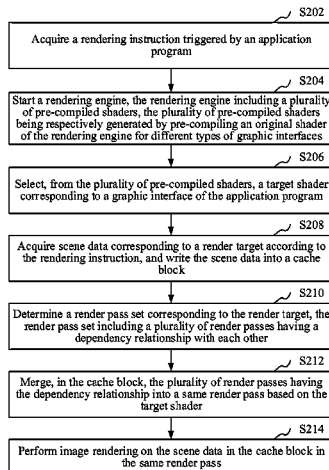 S202
Acquire a rendering instruction triggered by an application
program
S204
Start a rendering engine, the rendering engine including a plurality
of pre-compiled shaders, the plurality of pre-compiled shaders
being respectively generated by pre-compiling an original shader
of the rendering engine for different types of graphic interfaces
S206
Select, from the plurality of pre-compiled shaders, a target shader
corresponding to a graphic interface of the application program
S208
Acquire scene data corresponding to a render target according to
the rendering instruction, and write the scene data into a cache
block
S210
Determine a render pass set corresponding to the render target, the
render pass set including a plurality of render passes having a
dependency relationship with each other
S212
Merge, in the cache block, the plurality of render passes having
the dependency relationship into a same render pass based on the
target shader
S214
Perform image rendering on the scene data in the cache block in
the same render pass